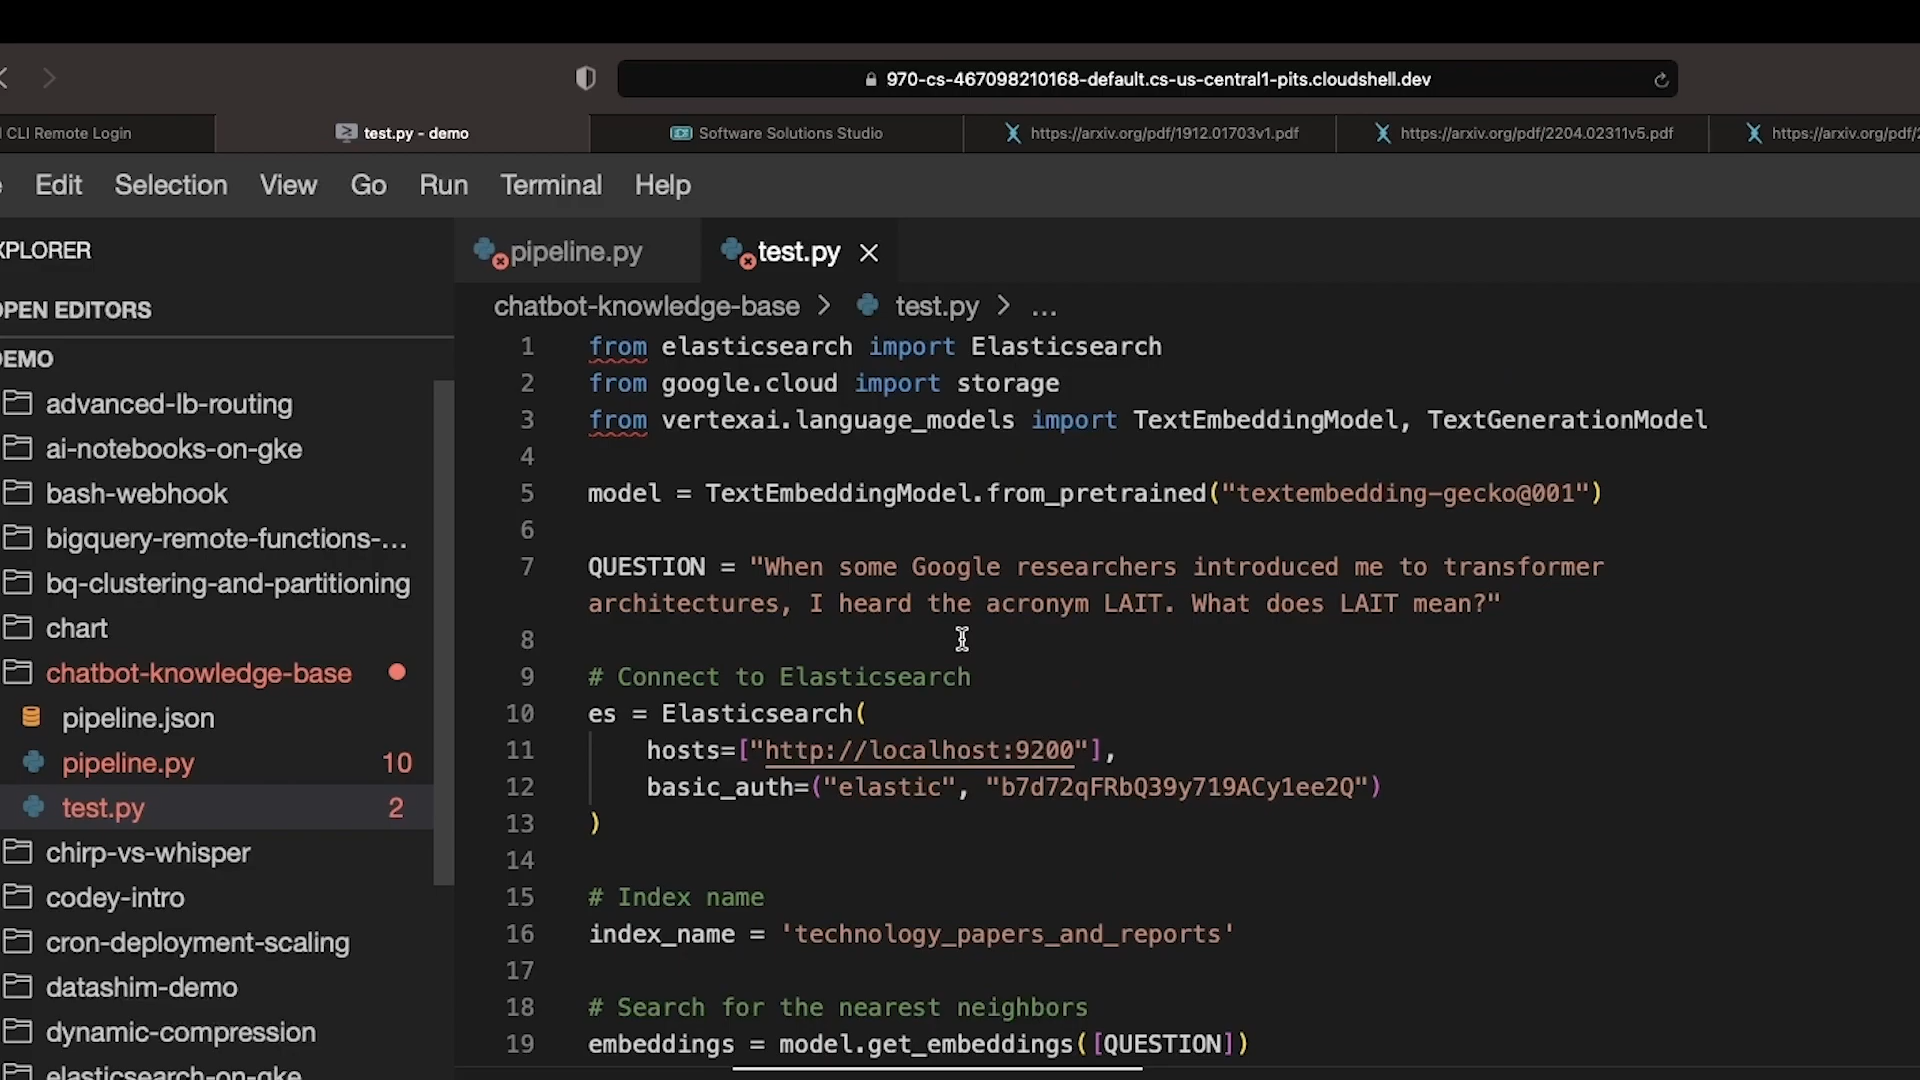 970-cs-467098210168-default.cs-us-central1-pits.cloudshell.dev
CLI Remote Login
test.py - demo
Software Solutions Studio
https://arxiv.org/pdf/1912.01703v1.pdf
https://arxiv.org/pdf/2204.02311v5.pdf
https://arxiv.org/pdf/2
Edit Selection View Go Run Terminal Help
XPLORER
OPEN EDITORS
DEMO
advanced-lb-routing
ai-notebooks-on-gke
bash-webhook
bigquery-remote-functions-...
bq-clustering-and-partitioning
chart
chatbot-knowledge-base
pipeline.json
pipeline.py 10
test.py 2
chirp-vs-whisper
codey-intro
cron-deployment-scaling
datashim-demo
dynamic-compression
elasticsearch-on-gke
pipeline.py
test.py
chatbot-knowledge-base > test.py > ...
1 from elasticsearch import Elasticsearch
2 from google.cloud import storage
3 from vertexai.language_models import TextEmbeddingModel, TextGenerationModel
4
5 model = TextEmbeddingModel.from_pretrained("textembedding-gecko@001")
6
7 QUESTION = "When some Google researchers introduced me to transformer
architectures, I heard the acronym LAIT. What does LAIT mean?"
8
9 # Connect to Elasticsearch
10 es = Elasticsearch(
11 hosts=["http://localhost:9200"],
12 basic_auth=("elastic", "b7d72qFRbQ39y719ACy1ee2Q")
13 )
14
15 # Index name
16 index_name = 'technology_papers_and_reports'
17
18 # Search for the nearest neighbors
19 embeddings = model.get_embeddings([QUESTION])